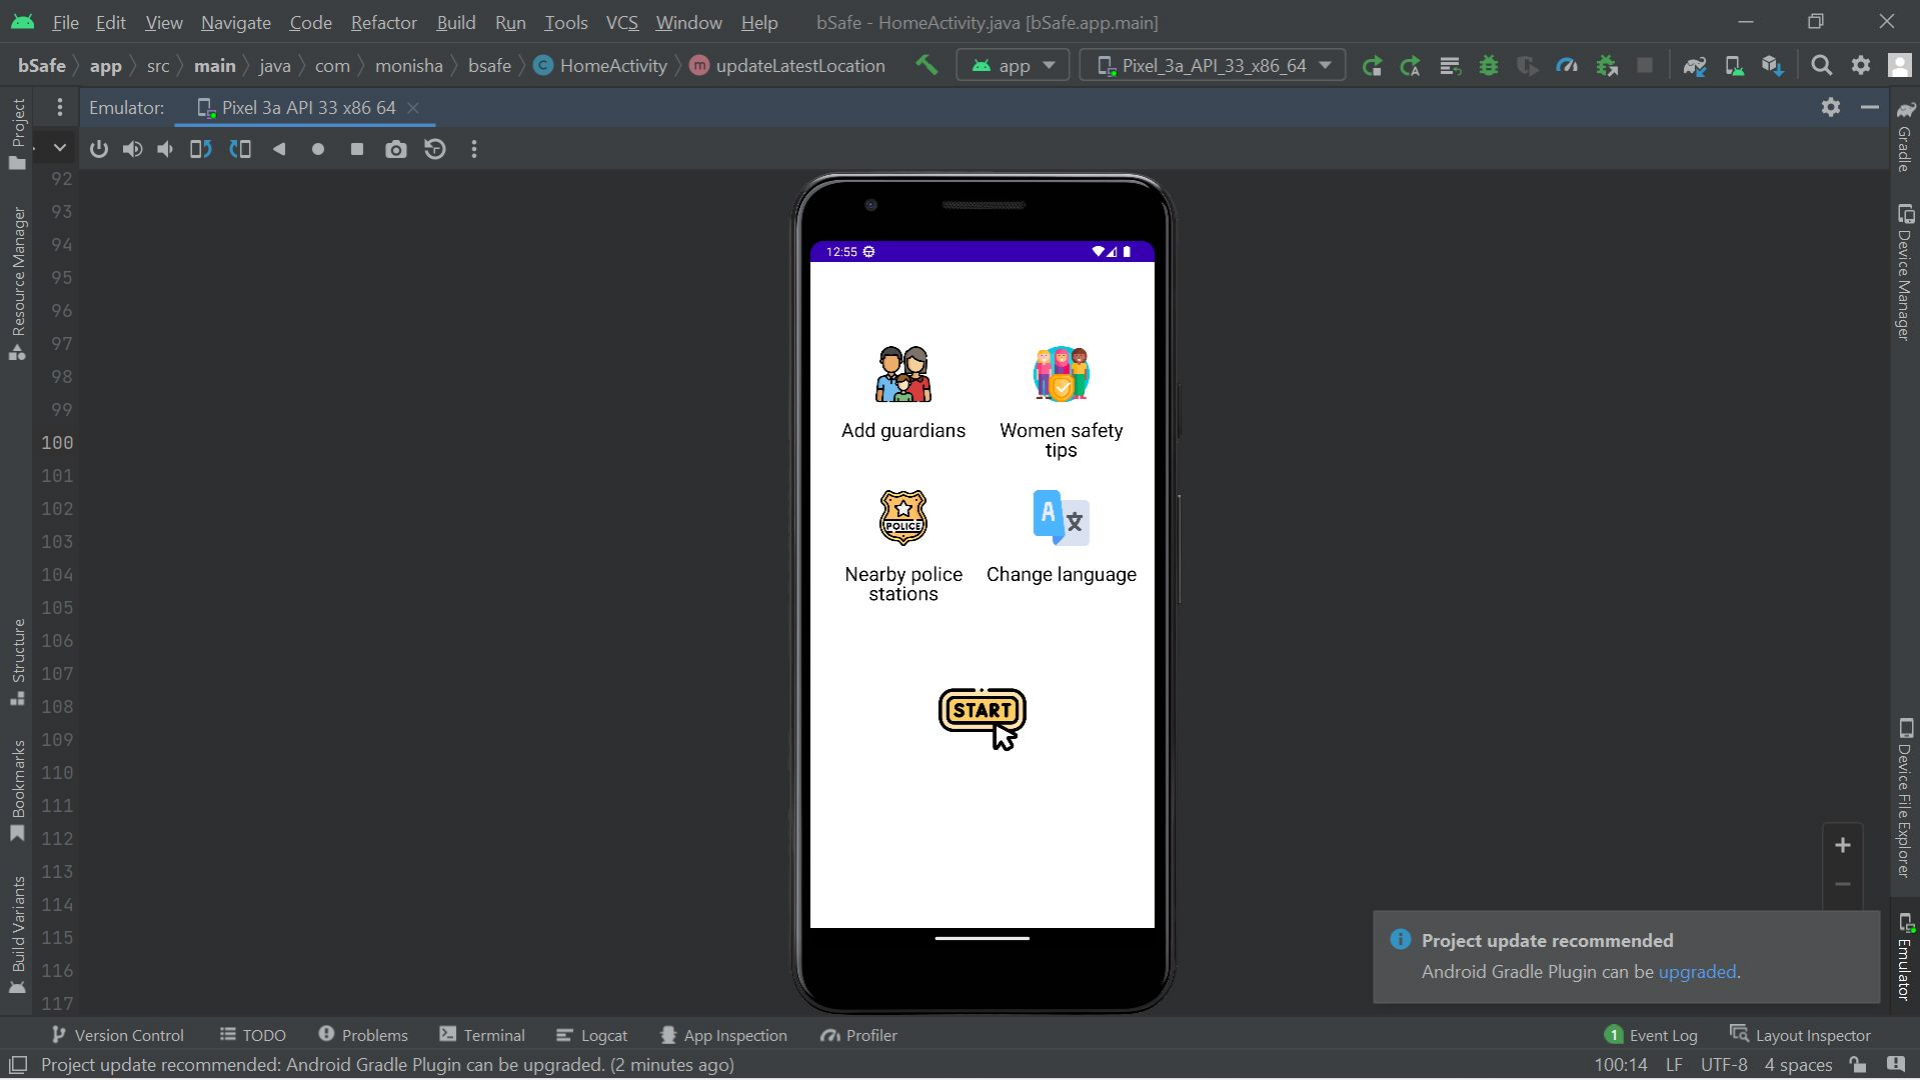 File Edit View Navigate Code Refactor Build Run Tools VCS Window Help bSafe - HomeActivity.java [bSafe.app.main]
bSafe app src main java com monisha bsafe C HomeActivity m updateLatestLocation app Pixel_3a_API_33_x86_64
Emulator: Pixel 3a API 33 x86 64
Project
Resource Manager
Structure
Bookmarks
Build Variants
92
93
94
95
96
97
98
99
100
101
102
103
104
105
106
107
108
109
110
111
112
113
114
115
116
117
12:55
Add guardians
Women safety
tips
POLICE
A
Nearby police
stations
Change language
START
Gradle
Device Manager
Device File Explorer
Emulator
+
−
Project update recommended
Android Gradle Plugin can be upgraded.
Version Control TODO Problems Terminal Logcat App Inspection Profiler 1 Event Log Layout Inspector
Project update recommended: Android Gradle Plugin can be upgraded. (2 minutes ago) 100:14 LF UTF-8 4 spaces